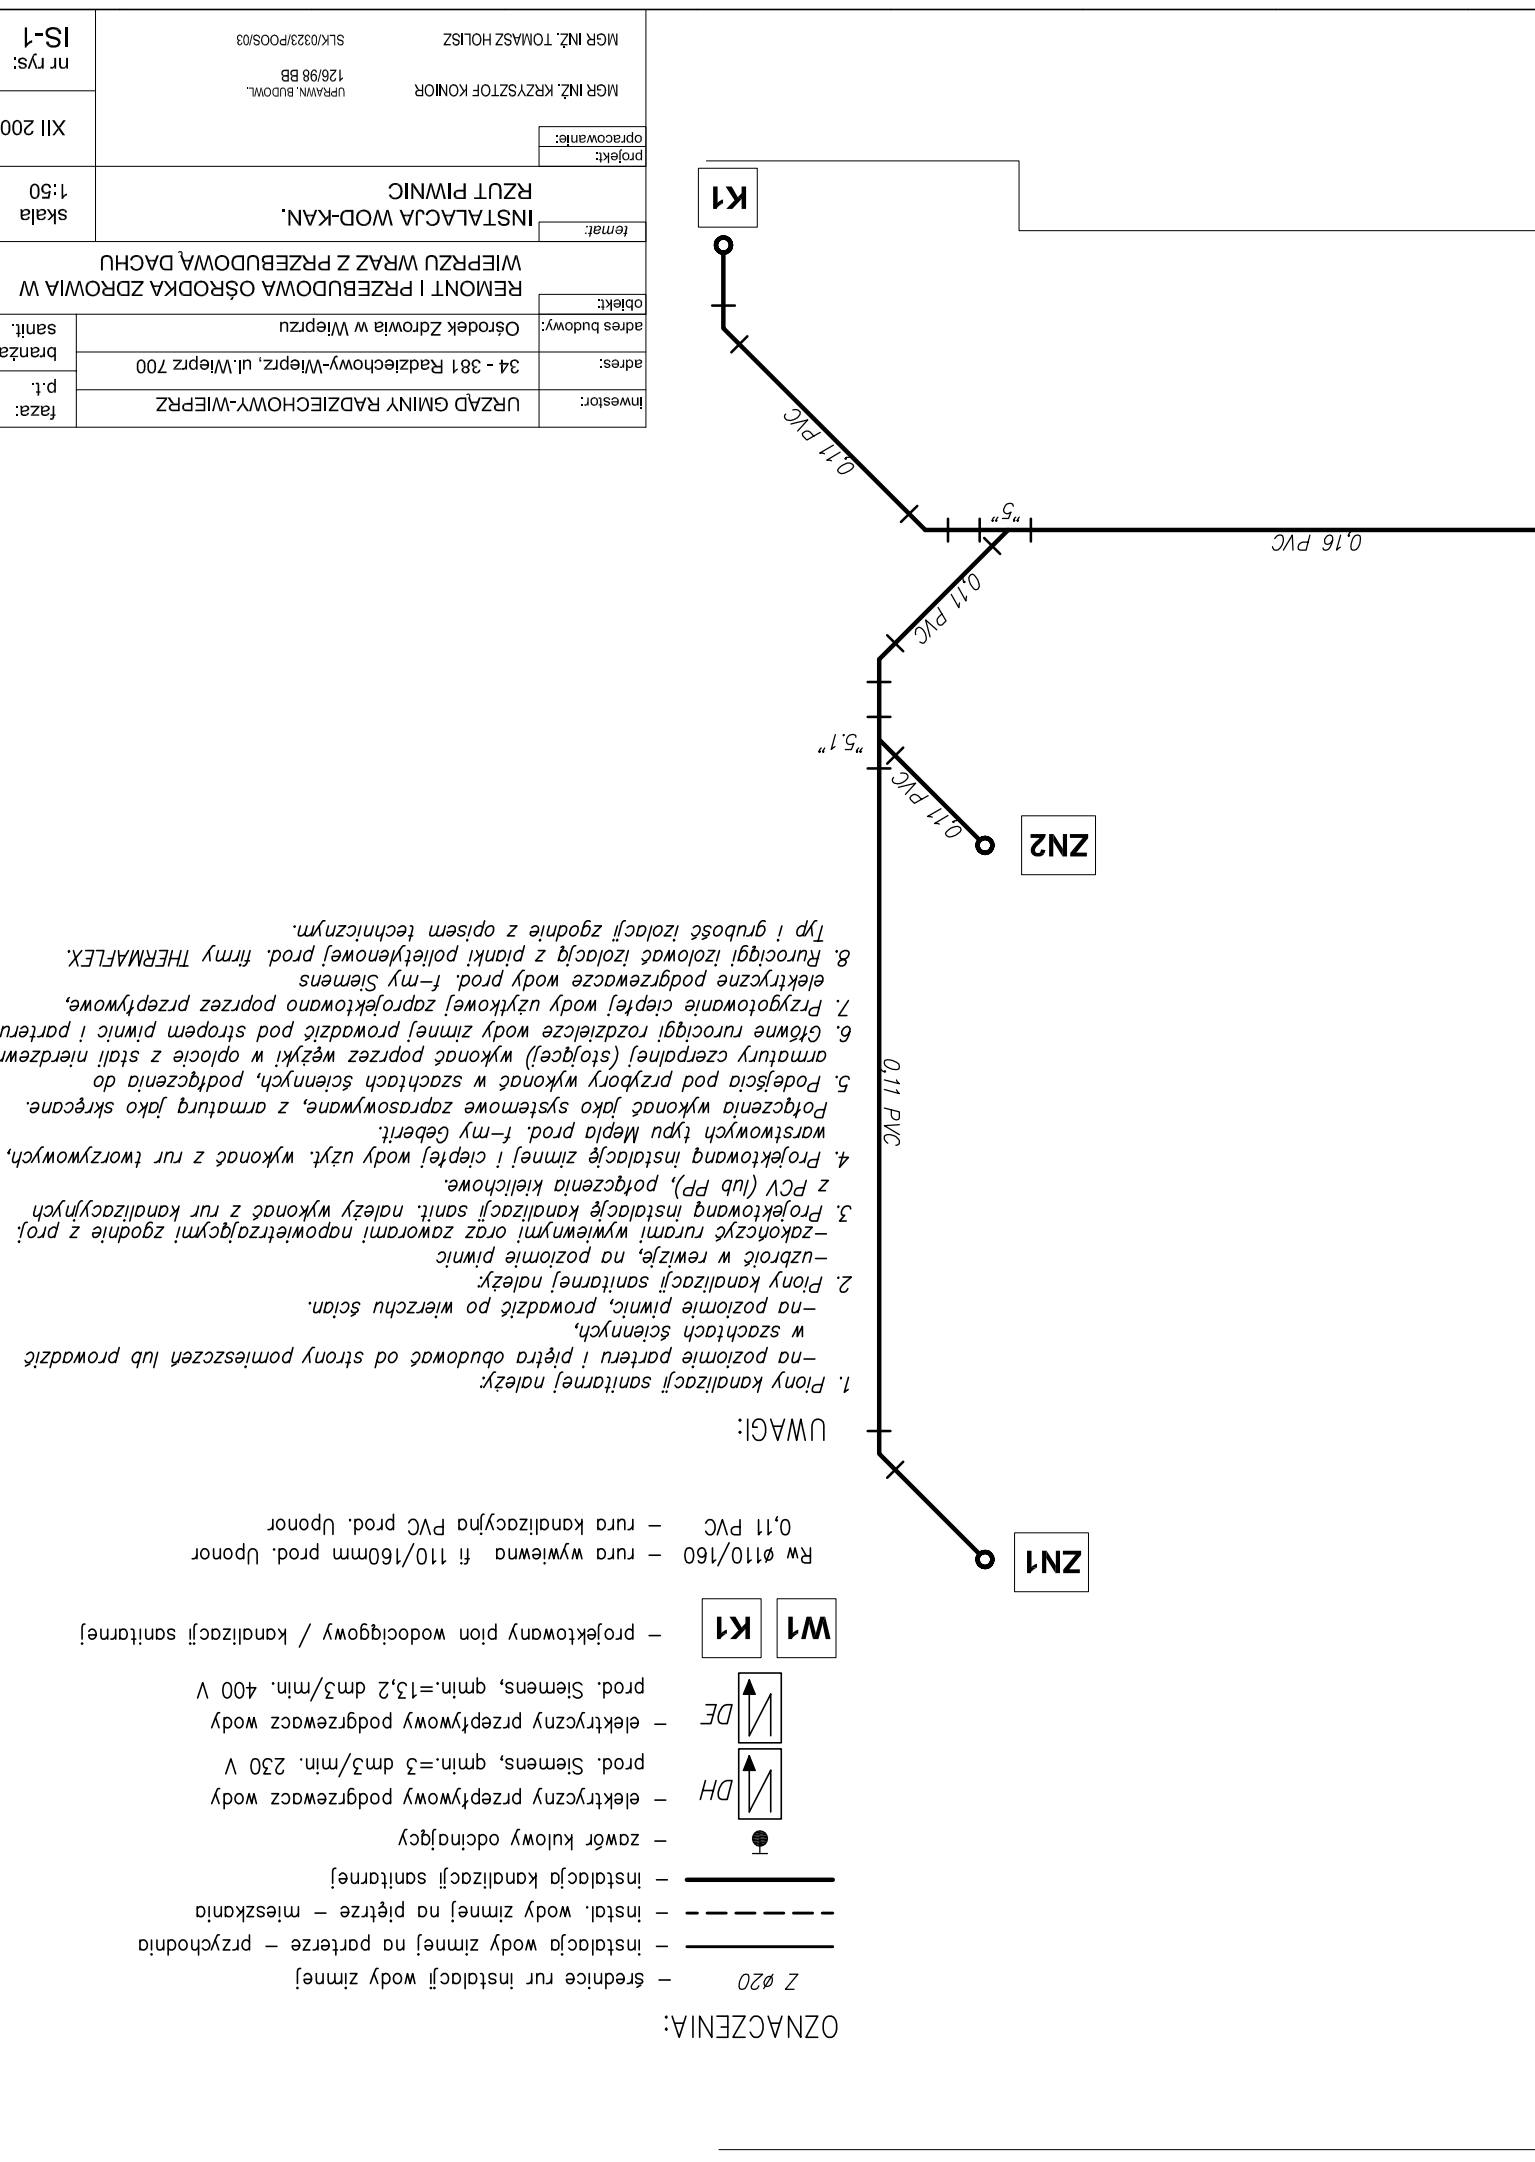 OZNACZENIA:
Z ø20 – średnice rur instalacji wody zimnej
– instalacja wody zimnej na parterze – przychodnia
– instal. wody zimnej na piętrze – mieszkania
– instalacja kanalizacji sanitarnej
– zawór kulowy odcinający
DH – elektryczny przepływowy podgrzewacz wody
prod. Siemens, qmin.=3 dm3/min. 230 V
DE – elektryczny przepływowy podgrzewacz wody
prod. Siemens, qmin.=13,2 dm3/min. 400 V
W1 K1 – projektowany pion wodociągowy / kanalizacji sanitarnej
Rw ø110/160 – rura wywiewna fi 110/160mm prod. Uponor
0,11 PVC – rura kanalizacyjna PVC prod. Uponor
UWAGI:
1. Piony kanalizacji sanitarnej należy:
–na poziomie parteru i piętra obudować od strony pomieszczeń lub prowadzić
w szachtach ściennych,
–na poziomie piwnic, prowadzić po wierzchu ścian.
2. Piony kanalizacji sanitarnej należy:
–uzbroić w rewizje, na poziomie piwnic
–zakończyć rurami wywiewnymi oraz zaworami napowietrzającymi zgodnie z proj.
3. Projektowaną instalację kanalizacji sanit. należy wykonać z rur kanalizacyjnych
z PCV (lub PP), połączenia kielichowe.
4. Projektowaną instalację zimnej i ciepłej wody użyt. wykonać z rur tworzywowych,
warstwowych typu Mepla prod. f–my Geberit.
Połączenia wykonać jako systemowe zaprasowywane, z armaturą jako skręcane.
5. Podejścia pod przybory wykonać w szachtach ściennych, podłączenia do
armatury czerpalnej (stojącej) wykonać poprzez wężyki w oplocie z stali nierdzewn
6. Główne rurociągi rozdzielcze wody zimnej prowadzić pod stropem piwnic i parteru
7. Przygotowanie ciepłej wody użytkowej zaprojektowano poprzez przepływowe,
elektryczne podgrzewacze wody prod. f–my Siemens
8. Rurociągi izolować izolacją z pianki polietylenowej prod. firmy THERMAFLEX.
Typ i grubość izolacji zgodnie z opisem technicznym.
ZN1
0,11 PVC
ZN2
0,11 PVC
"5.1"
0,11 PVC
"5"
0,16 PVC
0,11 PVC
K1
inwestor: URZĄD GMINY RADZIECHOWY-WIEPRZ
faza:
p.t.
adres: 34 - 381 Radziechowy-Wieprz, ul.Wieprz 700
adres budowy: Ośrodek Zdrowia w Wieprzu
branża
sanit.
obiekt:
REMONT I PRZEBUDOWA OŚRODKA ZDROWIA W
WIEPRZU WRAZ Z PRZEBUDOWĄ DACHU
temat:
INSTALACJA WOD-KAN.
RZUT PIWNIC
skala
1:50
projekt:
opracowanie:
XII 200
MGR INŻ. KRZYSZTOF KONIOR
UPRAWN. BUDOWL.
126/98 BB
MGR INŻ. TOMASZ HOLISZ SLK/0323/POOS/03
nr rys:
IS-1